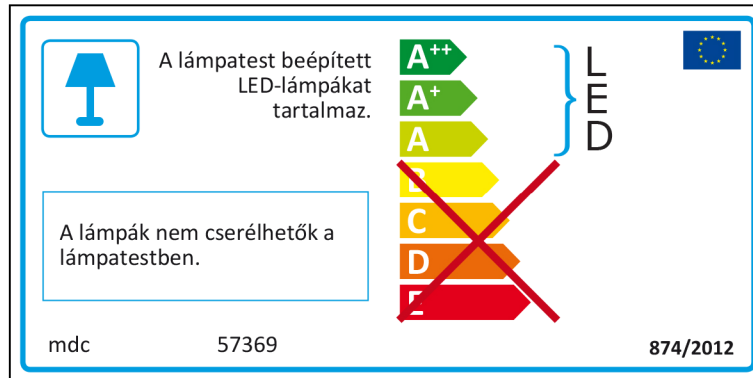 A lámpatest beépített
LED-lámpákat
tartalmaz.
A lámpák nem cserélhetők a
lámpatestben.
A++
A+
A
B
C
D
E
L
E
D
mdc 57369
874/2012